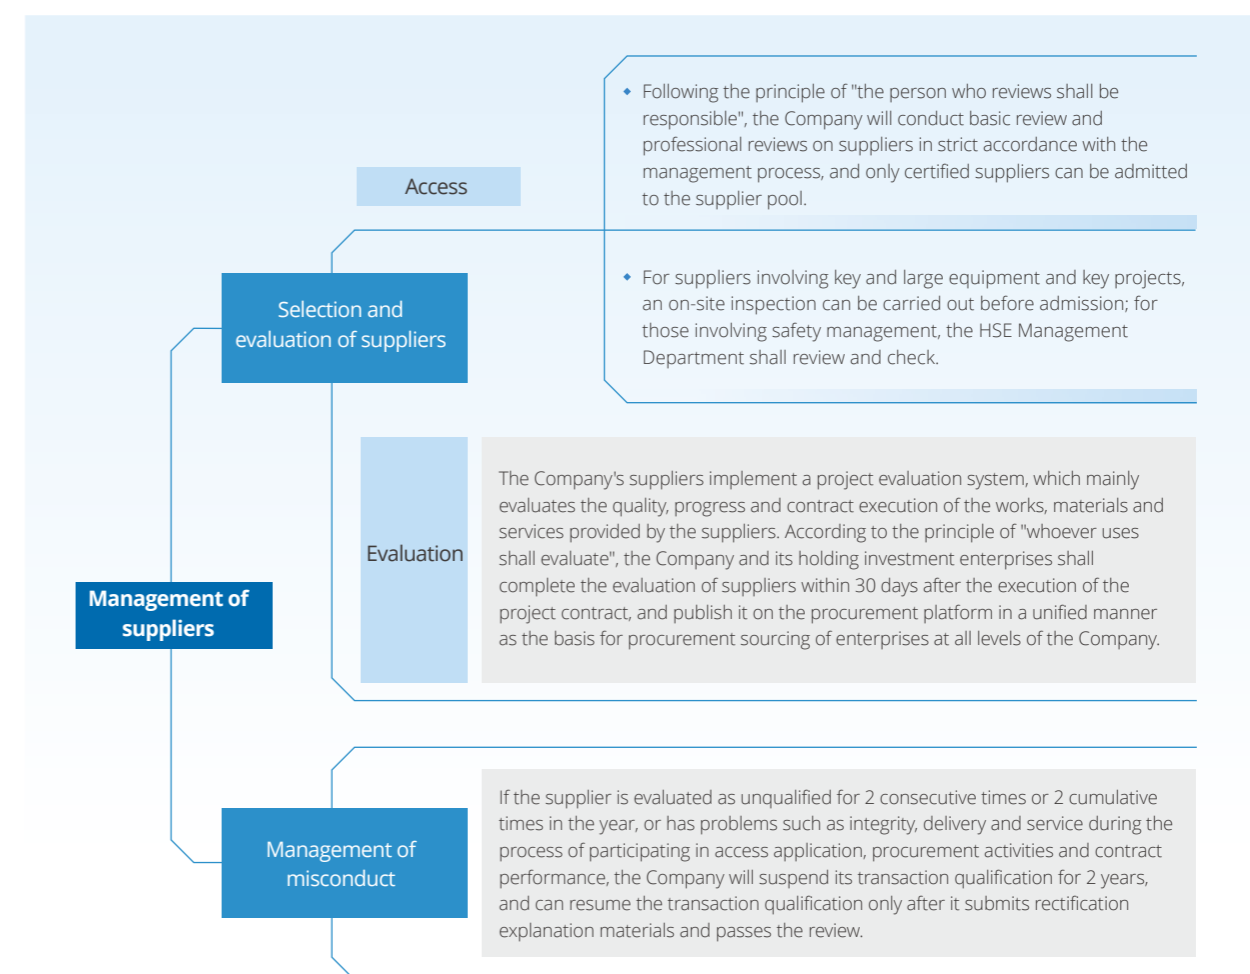 Management of
suppliers
Selection and
evaluation of suppliers
Access
Following the principle of "the person who reviews shall be
responsible", the Company will conduct basic review and
professional reviews on suppliers in strict accordance with the
management process, and only certified suppliers can be admitted
to the supplier pool.
For suppliers involving key and large equipment and key projects,
an on-site inspection can be carried out before admission; for
those involving safety management, the HSE Management
Department shall review and check.
Evaluation
The Company's suppliers implement a project evaluation system, which mainly
evaluates the quality, progress and contract execution of the works, materials and
services provided by the suppliers. According to the principle of "whoever uses
shall evaluate", the Company and its holding investment enterprises shall
complete the evaluation of suppliers within 30 days after the execution of the
project contract, and publish it on the procurement platform in a unified manner
as the basis for procurement sourcing of enterprises at all levels of the Company.
Management of
misconduct
If the supplier is evaluated as unqualified for 2 consecutive times or 2 cumulative
times in the year, or has problems such as integrity, delivery and service during the
process of participating in access application, procurement activities and contract
performance, the Company will suspend its transaction qualification for 2 years,
and can resume the transaction qualification only after it submits rectification
explanation materials and passes the review.